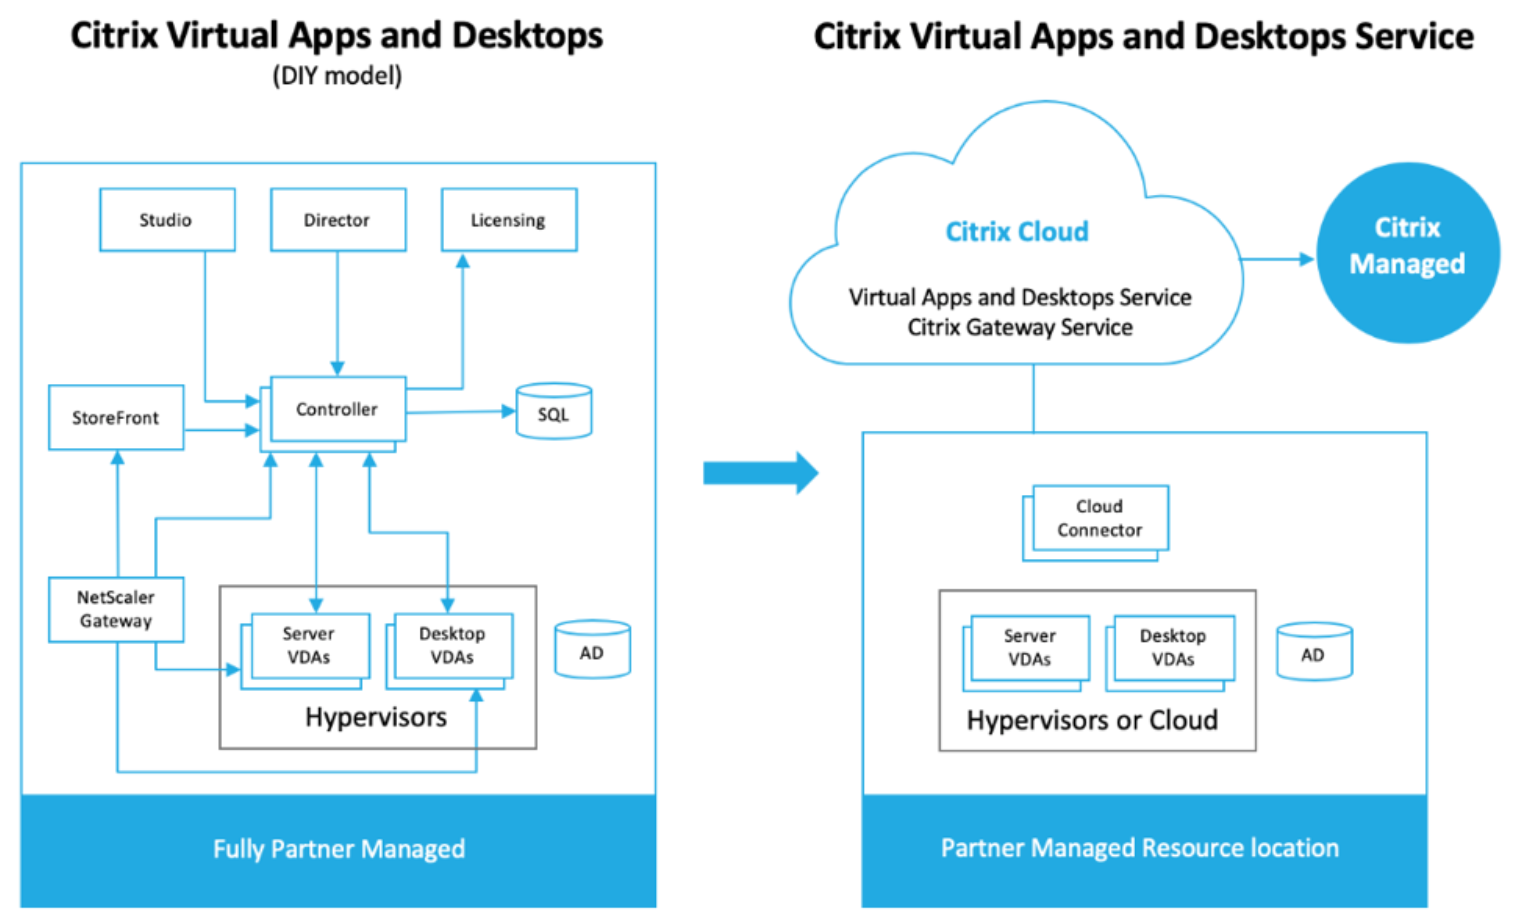 Citrix Virtual Apps and Desktops
(DIY model)
Studio
Director
Licensing
StoreFront
Controller
SQL
NetScaler
Gateway
Server
VDAs
Desktop
VDAs
AD
Hypervisors
Fully Partner Managed
Citrix Virtual Apps and Desktops Service
Citrix Cloud
Virtual Apps and Desktops Service
Citrix Gateway Service
Citrix
Managed
Cloud
Connector
Server
VDAs
Desktop
VDAs
AD
Hypervisors or Cloud
Partner Managed Resource location